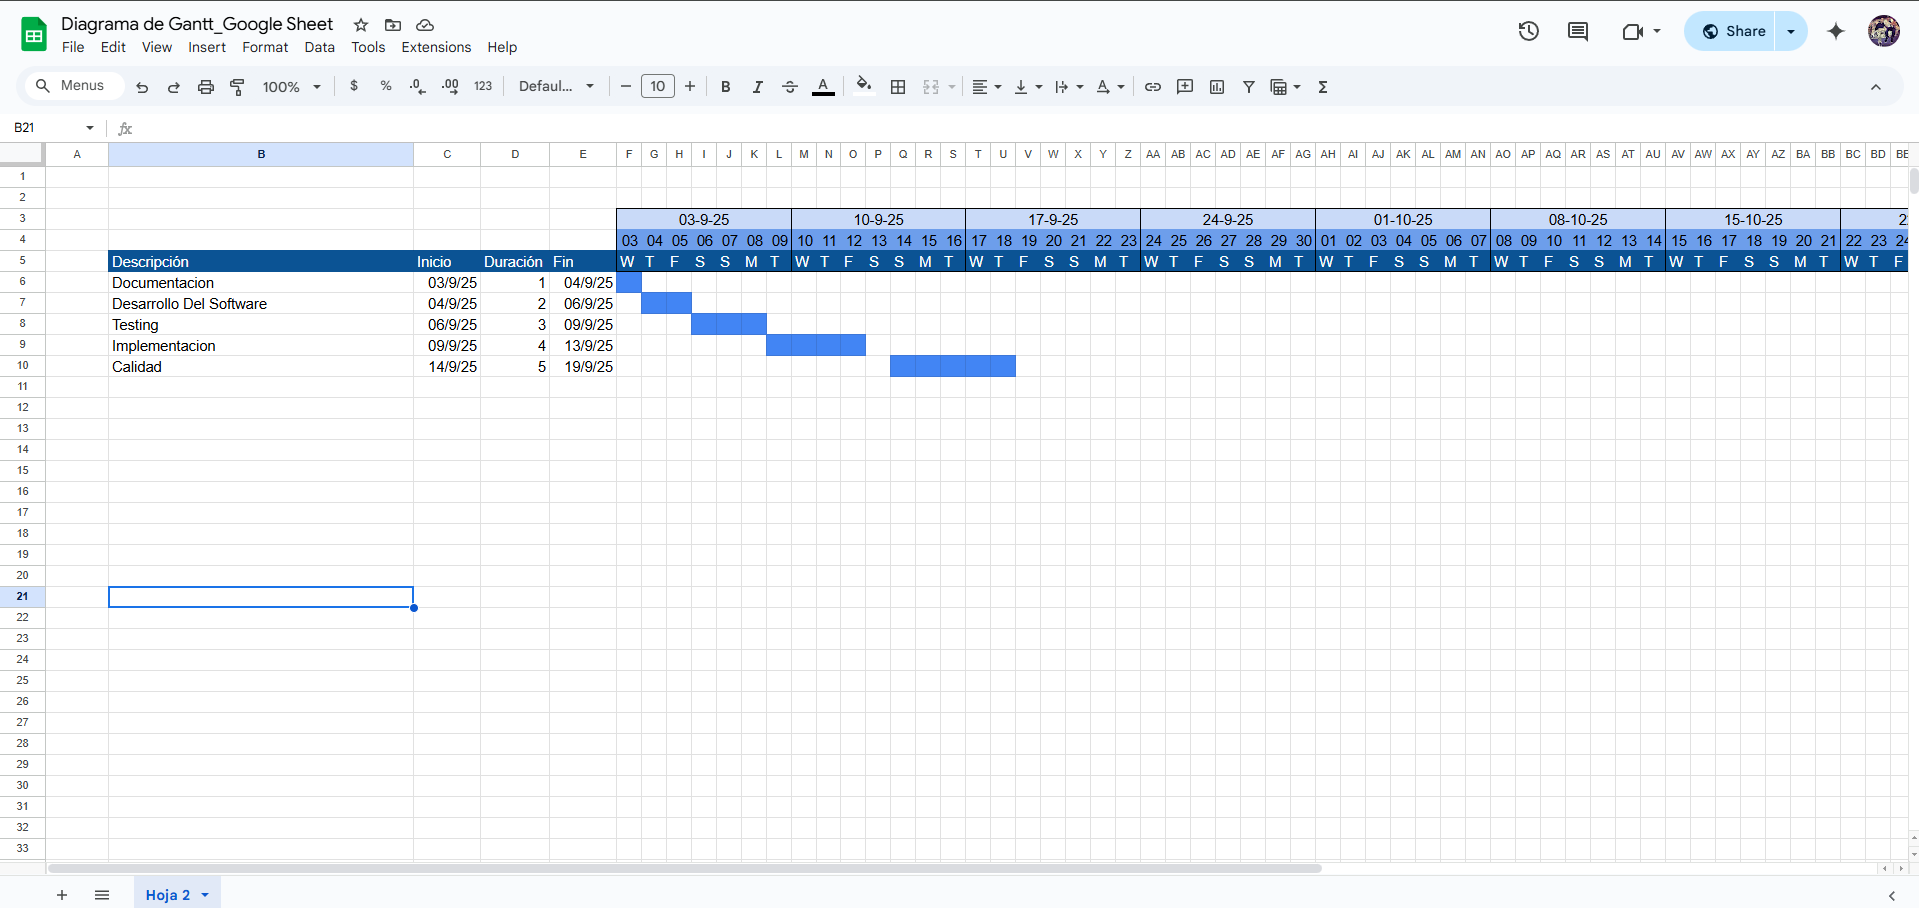 Diagrama de Gantt_Google Sheet
File Edit View Insert Format Data Tools Extensions Help
Share
Menus 100% $ % .0 .00 123 Defaul... 10 B I A A Σ
B21 fx
A B C D E F G H I J K L M N O P Q R S T U V W X Y Z AA AB AC AD AE AF AG AH AI AJ AK AL AM AN AO AP AQ AR AS AT AU AV AW AX AY AZ BA BB BC BD BE
1
2
3 03-9-25 10-9-25 17-9-25 24-9-25 01-10-25 08-10-25 15-10-25 2
4 03 04 05 06 07 08 09 10 11 12 13 14 15 16 17 18 19 20 21 22 23 24 25 26 27 28 29 30 01 02 03 04 05 06 07 08 09 10 11 12 13 14 15 16 17 18 19 20 21 22 23 24
5 Descripción Inicio Duración Fin W T F S S M T W T F S S M T W T F S S M T W T F S S M T W T F S S M T W T F S S M T W T F S S M T W T F
6 Documentacion 03/9/25 1 04/9/25
7 Desarrollo Del Software 04/9/25 2 06/9/25
8 Testing 06/9/25 3 09/9/25
9 Implementacion 09/9/25 4 13/9/25
10 Calidad 14/9/25 5 19/9/25
11
12
13
14
15
16
17
18
19
20
21
22
23
24
25
26
27
28
29
30
31
32
33
Hoja 2